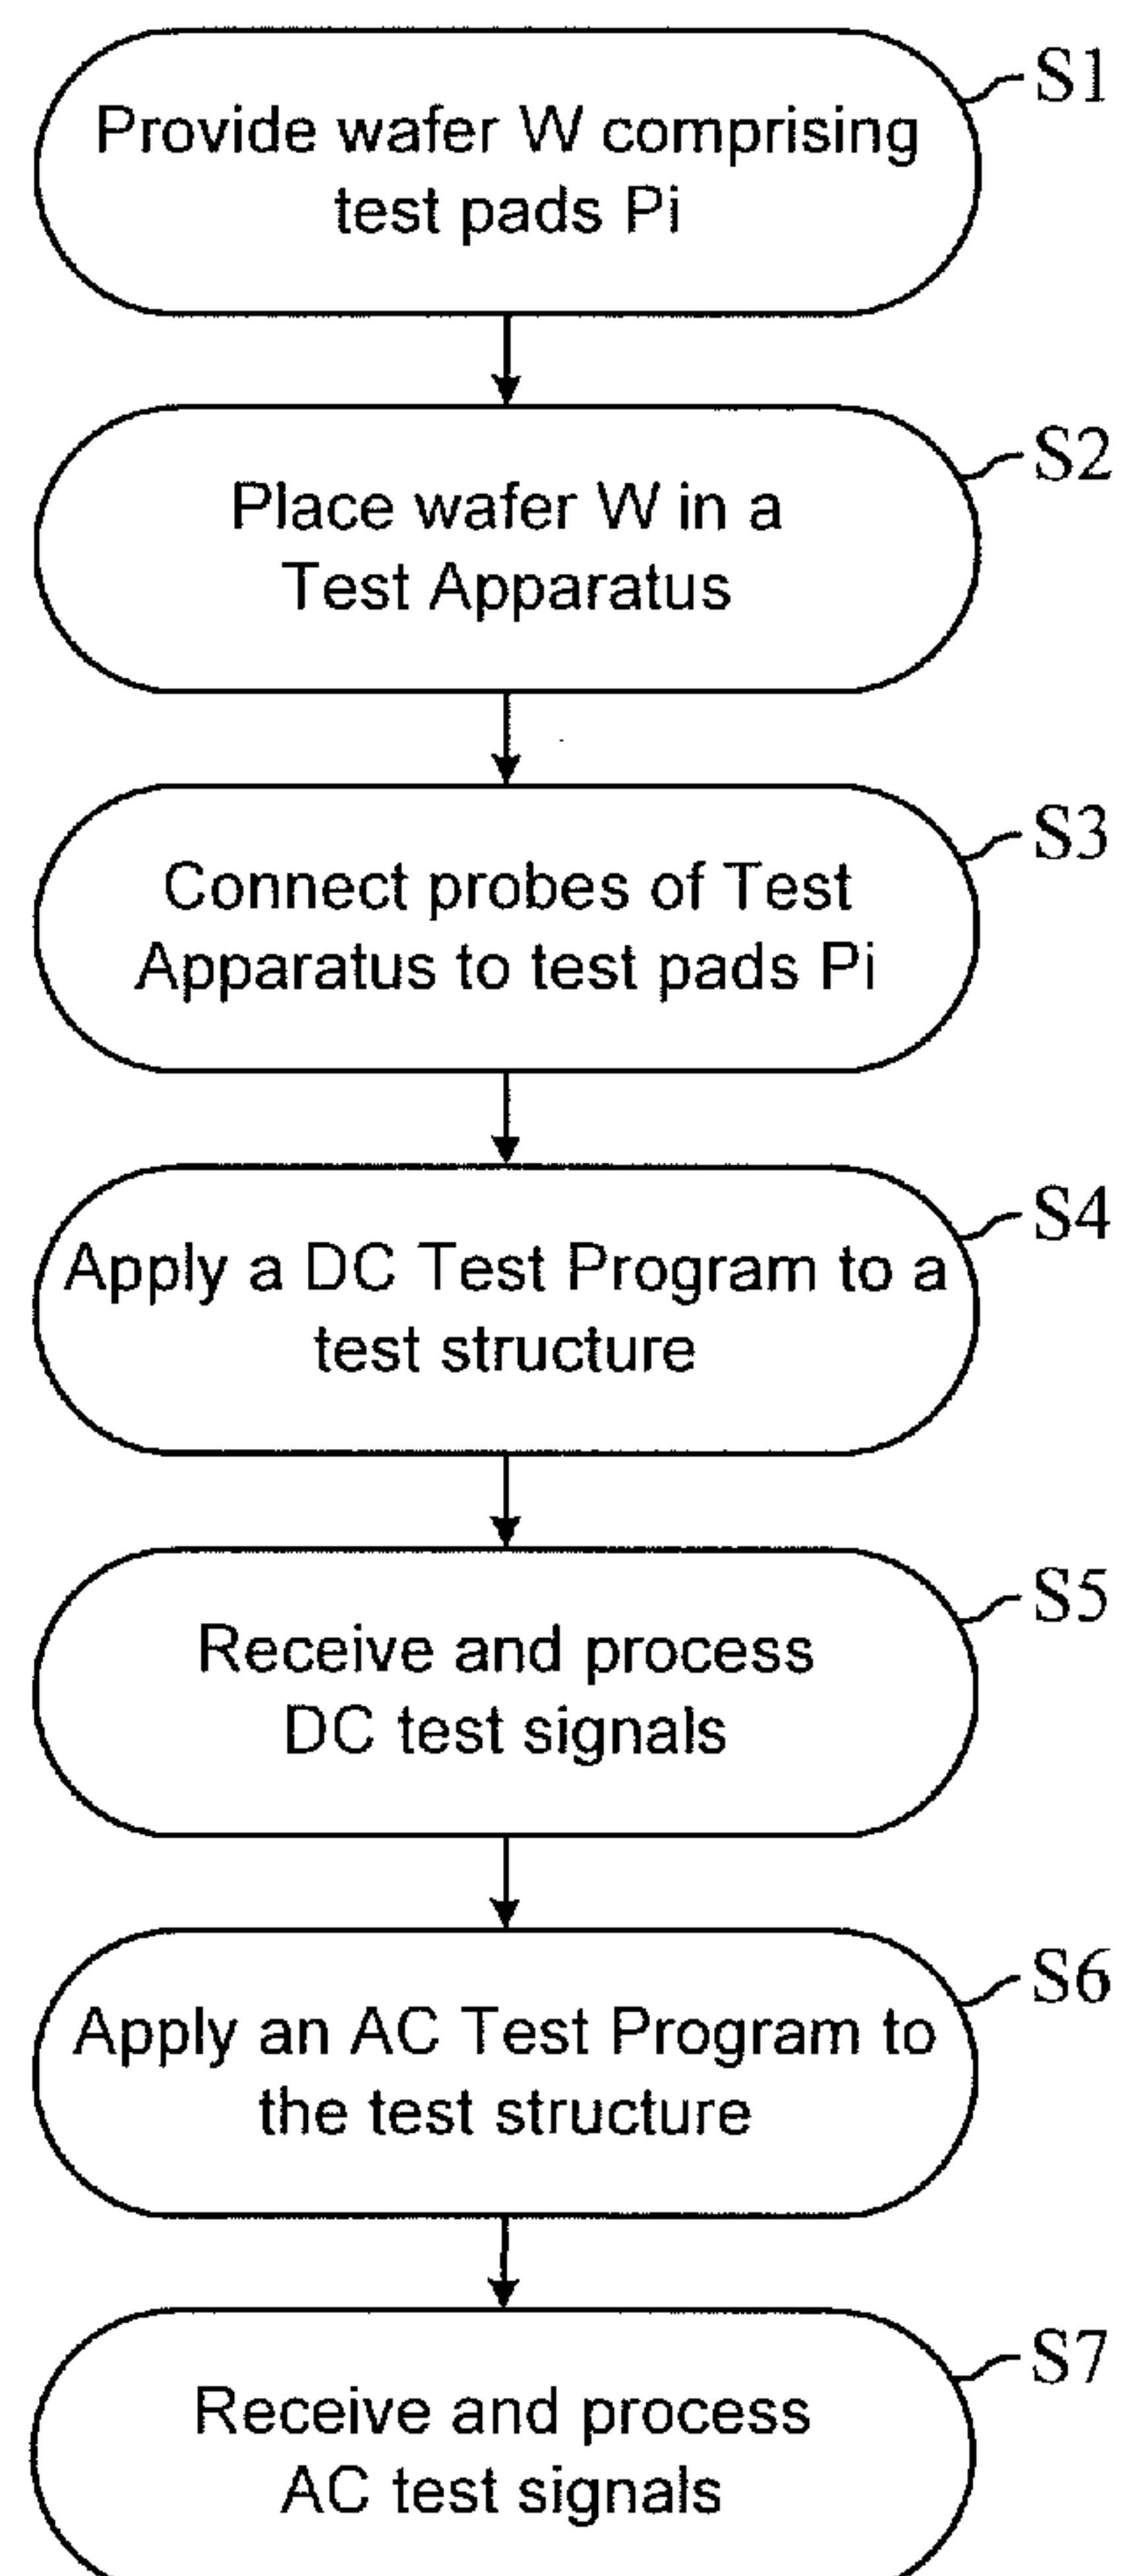 S1
Provide wafer W comprising
test pads Pi
S2
Place wafer W in a
Test Apparatus
S3
Connect probes of Test
Apparatus to test pads Pi
S4
Apply a DC Test Program to a
test structure
S5
Receive and process
DC test signals
S6
Apply an AC Test Program to
the test structure
S7
Receive and process
AC test signals